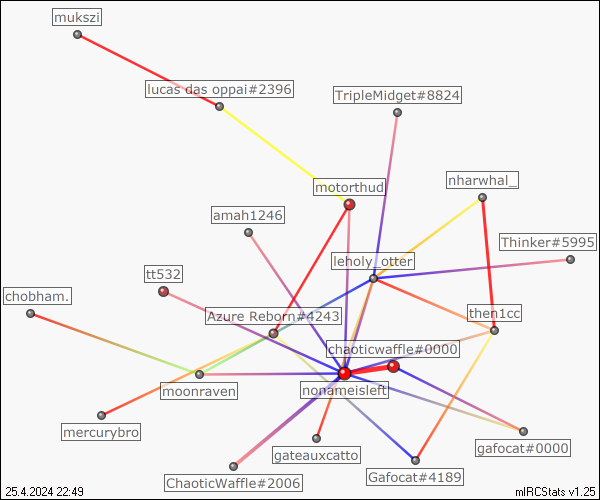 mukszi
lucas das oppai#2396
TripleMidget#8824
nharwhal_
motorthud
amah1246
Thinker#5995
leholy_otter
tt532
chobham.
Azure Reborn#4243
then1cc
chaoticwaffle#0000
moonraven
nonameisleft
mercurybro
gafocat#0000
gateauxcatto
Gafocat#4189
ChaoticWaffle#2006
25.4.2024 22:49
mIRCStats v1.25